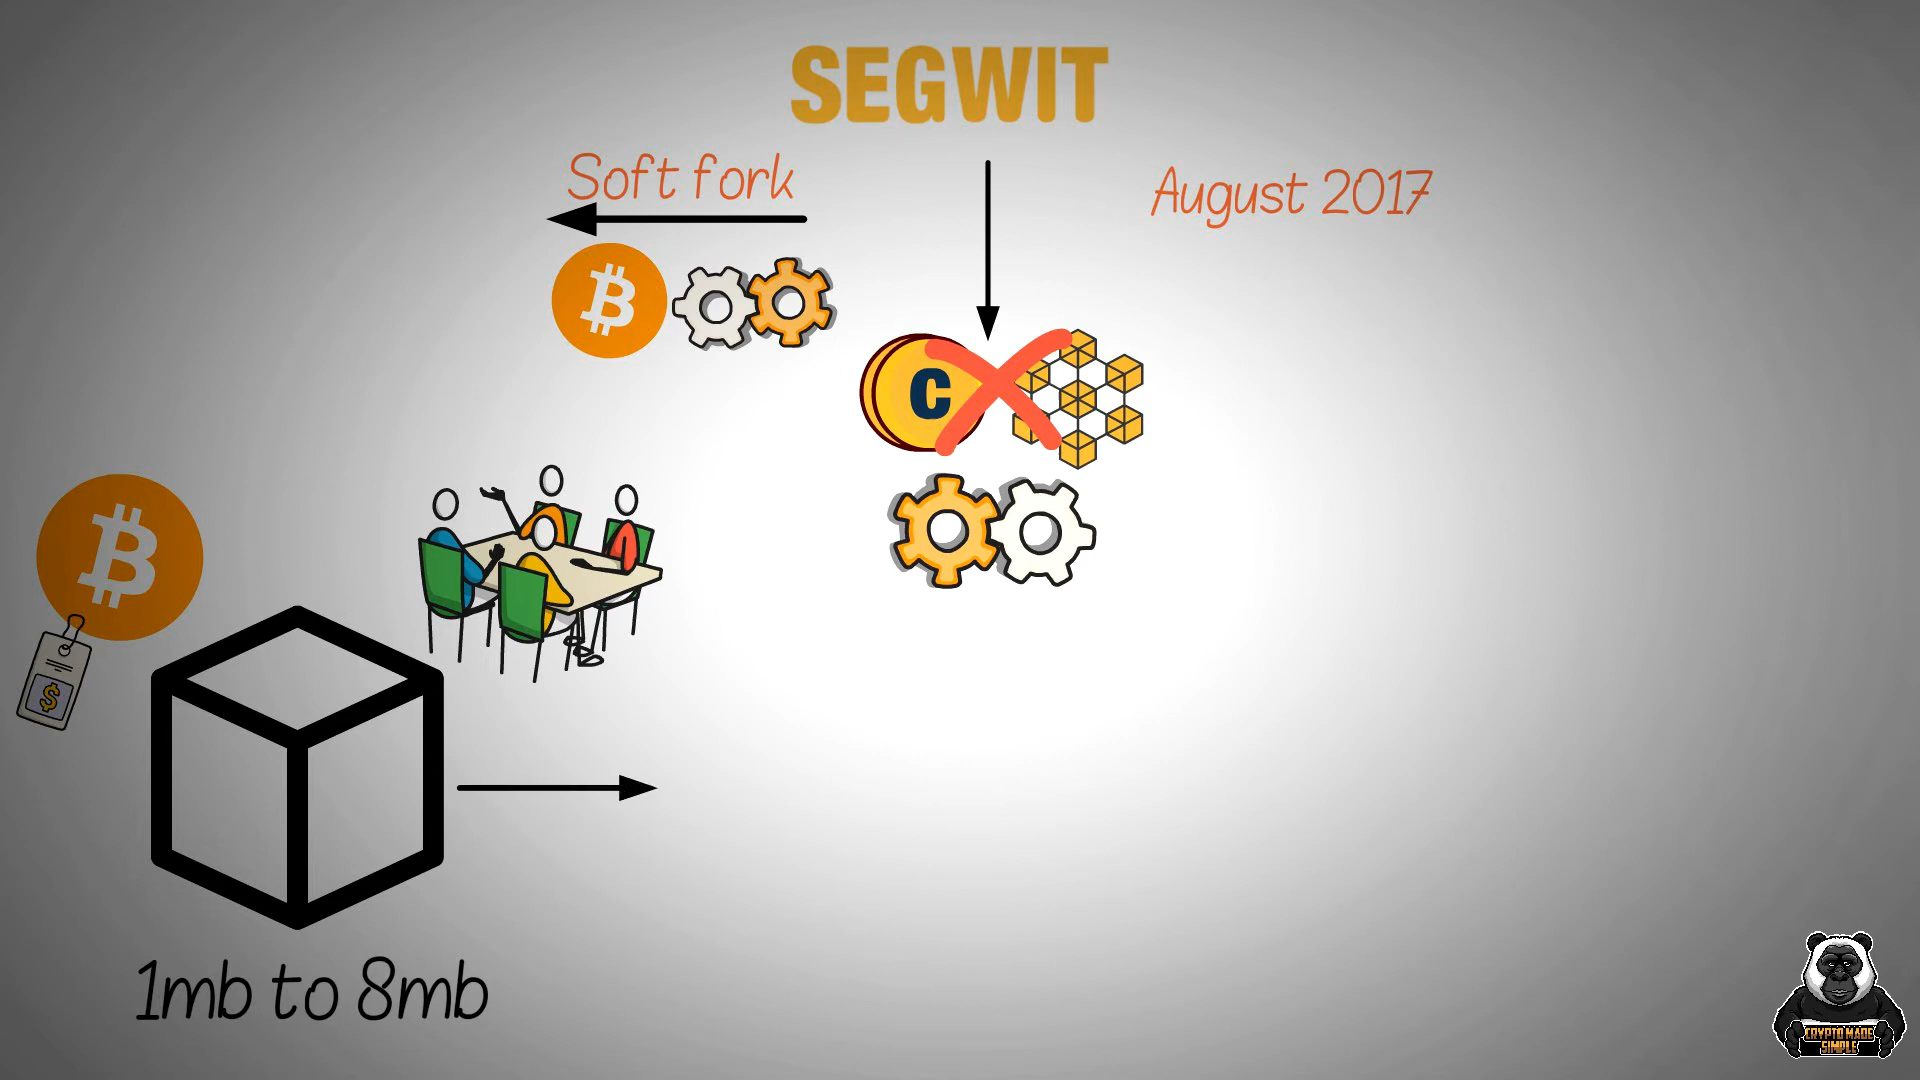 SEGWIT
Soft fork
August 2017
C
$
1mb to 8mb
CRYPTO MADE
SIMPLE